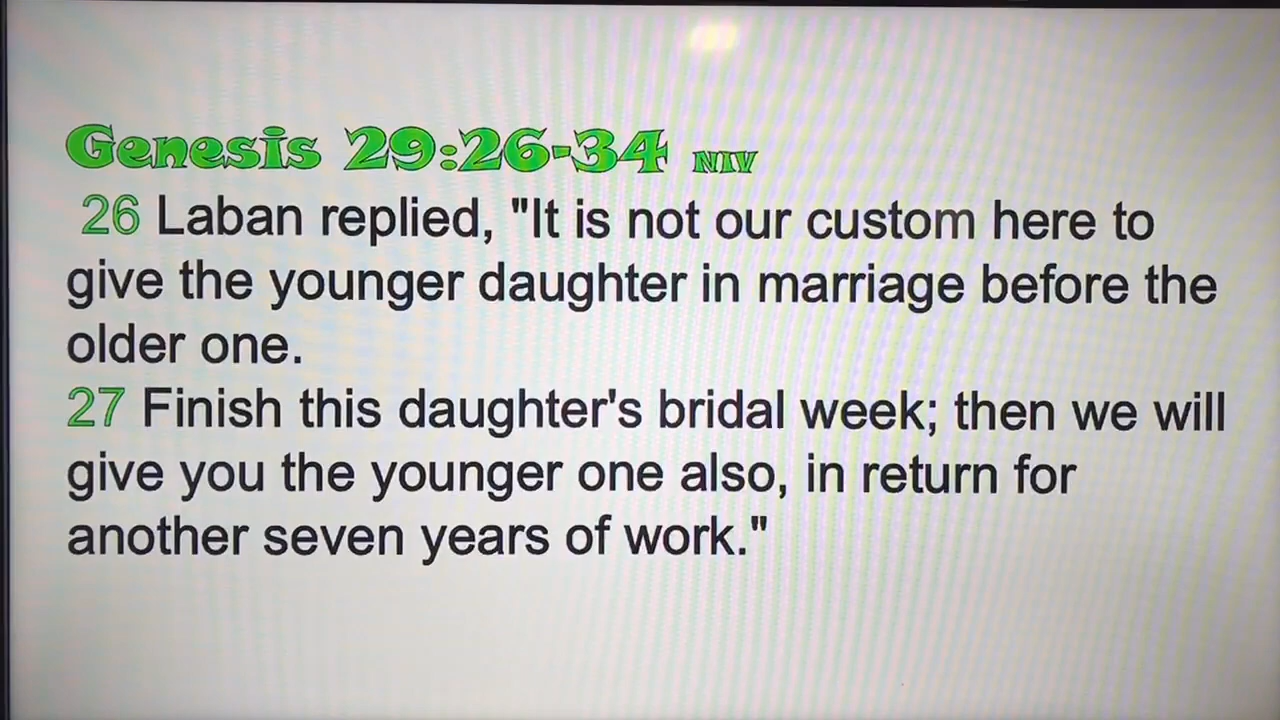 Genesis 29:26-34 NIV
26 Laban replied, "It is not our custom here to
give the younger daughter in marriage before the
older one.
27 Finish this daughter's bridal week; then we will
give you the younger one also, in return for
another seven years of work."